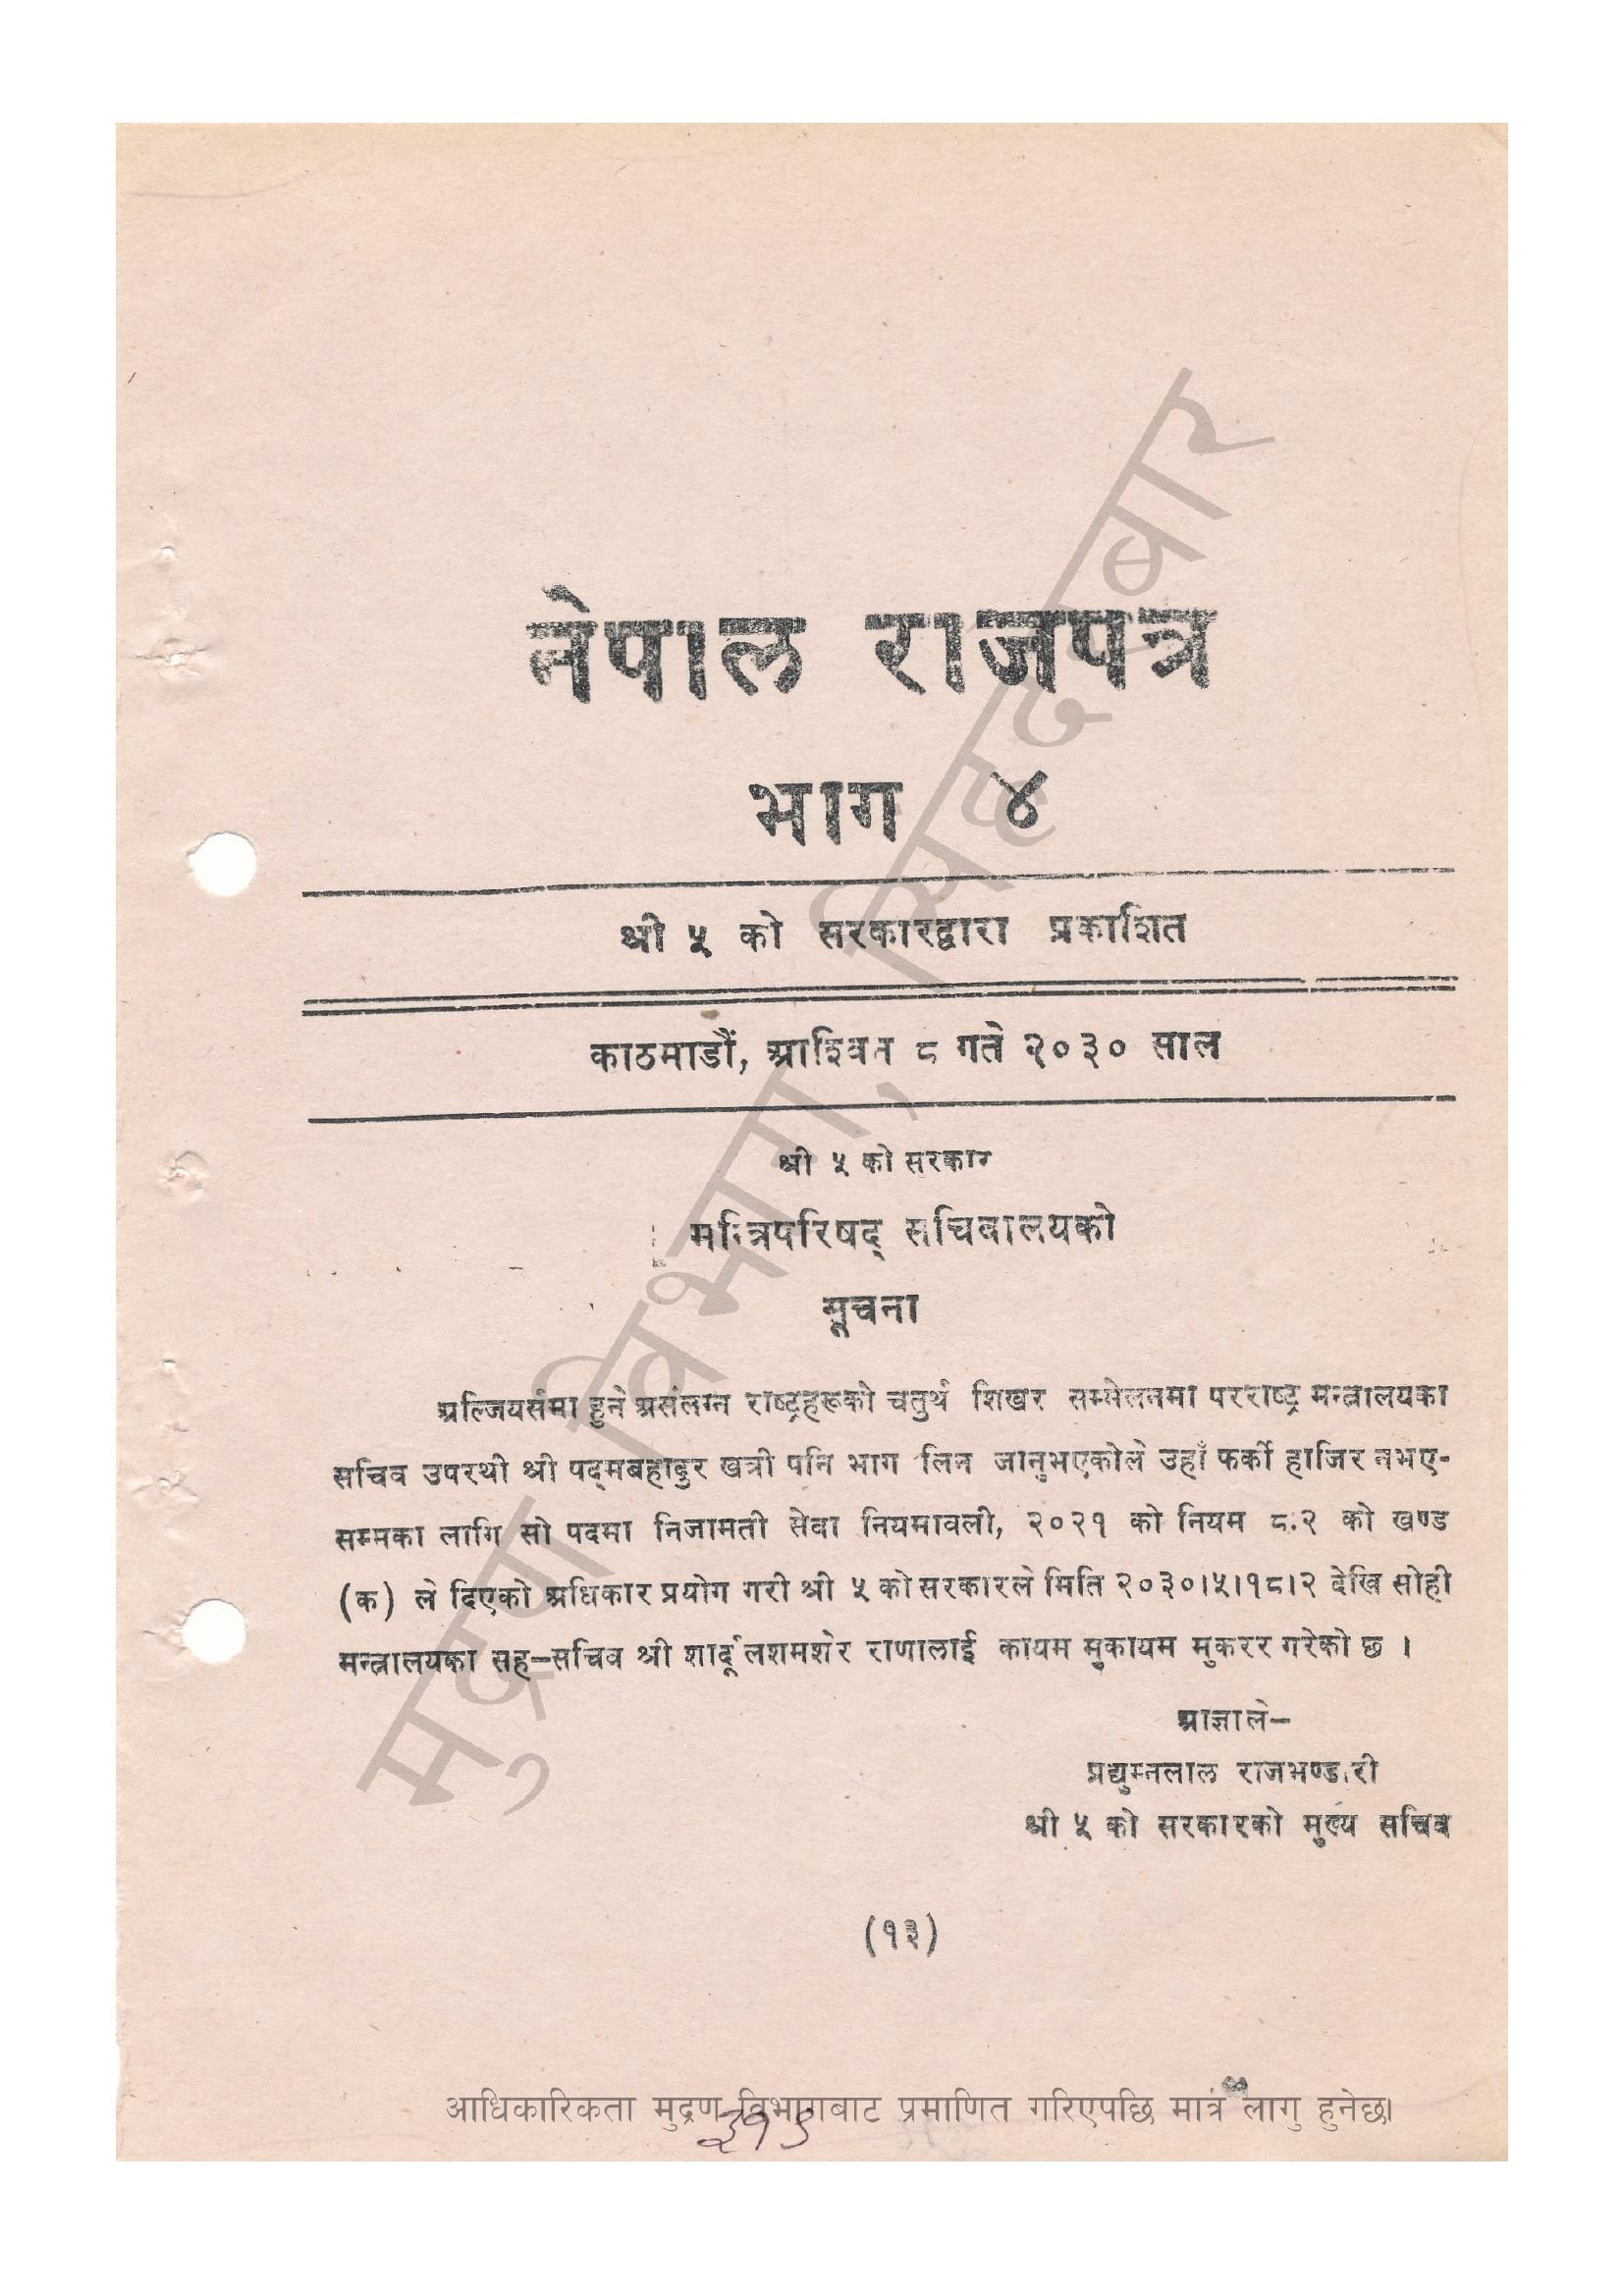 नेपाल राजपत्र
भाग ४
श्री ५ को सरकारद्वारा प्रकाशित
काठमाडौं, आश्विन ८ गते २०३० साल
श्री ५ को सरकार
मन्त्रिपरिषद् सचिवालयको
सूचना
अल्जियर्समा हुने असंलग्न राष्ट्रहरूको चतुर्थ शिखर सम्मेलनमा परराष्ट्र मन्त्रालयका
सचिव उपरथी श्री पद्मबहादुर खत्री पनि भाग लिन जानुभएकोले उहाँ फर्की हाजिर नभए-
सम्मका लागि सो पदमा निजामती सेवा नियमावली, २०२१ को नियम ८.२ को खण्ड
(क) ले दिएको अधिकार प्रयोग गरी श्री ५ को सरकारले मिति २०३०।५।१८।२ देखि सोही
मन्त्रालयका सह-सचिव श्री शार्दूलशमशेर राणालाई कायम मुकायम मुकरर गरेको छ ।
आज्ञाले-
प्रद्युम्नलाल राजभण्डारी
श्री ५ को सरकारको मुख्य सचिव
(१३)
मुद्रण विभाग, सिंहदरबार
आधिकारिकता मुद्रण विभागबाट प्रमाणित गरिएपछि मात्र लागु हुनेछ।